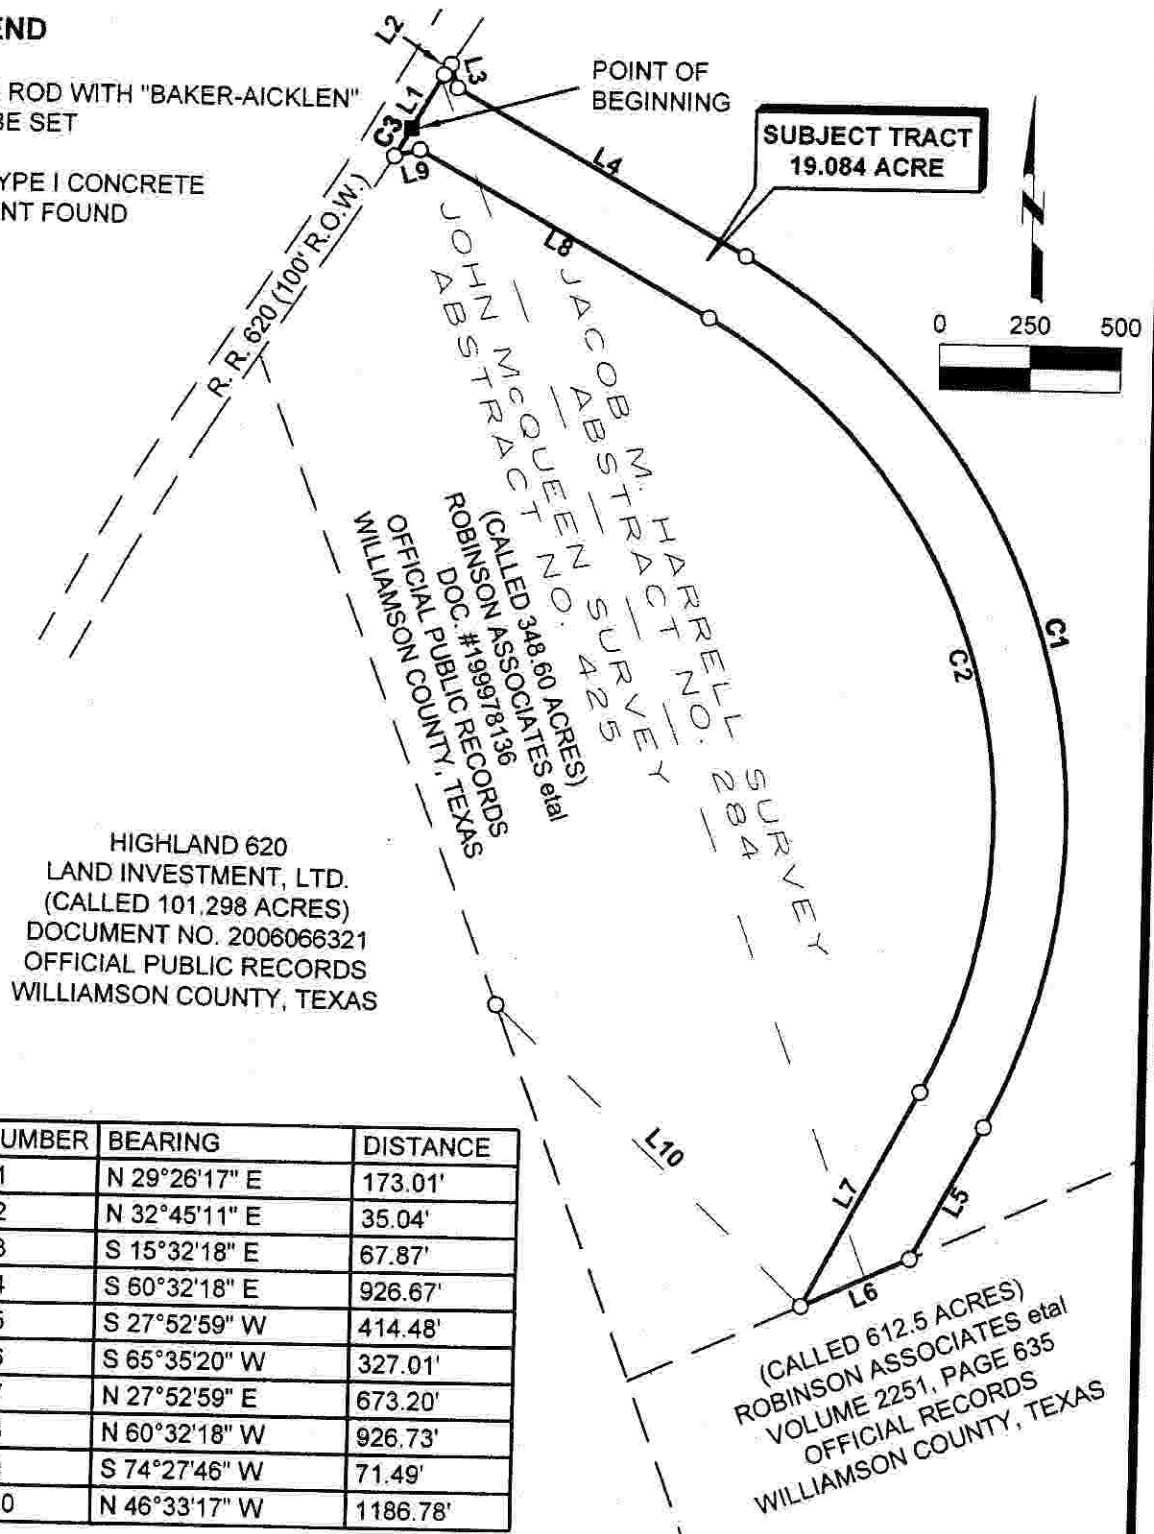 END
ROD WITH "BAKER-AICKLEN"
BE SET
YPE I CONCRETE
NT FOUND
L2
L3
L1
C3
L9
POINT OF
BEGINNING
SUBJECT TRACT
19.084 ACRE
L4
L8
R. R. 620 (100' R.O.W.)
0 250 500
JOHN McQUEEN SURVEY
ABSTRACT NO. 425
JACOB M. HARRELL SURVEY
ABSTRACT NO. 284
(CALLED 348.60 ACRES)
ROBINSON ASSOCIATES etal
DOC. #199978136
OFFICIAL PUBLIC RECORDS
WILLIAMSON COUNTY, TEXAS
C1
C2
HIGHLAND 620
LAND INVESTMENT, LTD.
(CALLED 101.298 ACRES)
DOCUMENT NO. 2006066321
OFFICIAL PUBLIC RECORDS
WILLIAMSON COUNTY, TEXAS
L10
L7
L5
L6
(CALLED 612.5 ACRES)
ROBINSON ASSOCIATES etal
VOLUME 2251, PAGE 635
OFFICIAL RECORDS
WILLIAMSON COUNTY, TEXAS
UMBER BEARING DISTANCE
1 N 29°26'17" E 173.01'
2 N 32°45'11" E 35.04'
3 S 15°32'18" E 67.87'
4 S 60°32'18" E 926.67'
5 S 27°52'59" W 414.48'
6 S 65°35'20" W 327.01'
N 27°52'59" E 673.20'
N 60°32'18" W 926.73'
S 74°27'46" W 71.49'
0 N 46°33'17" W 1186.78'